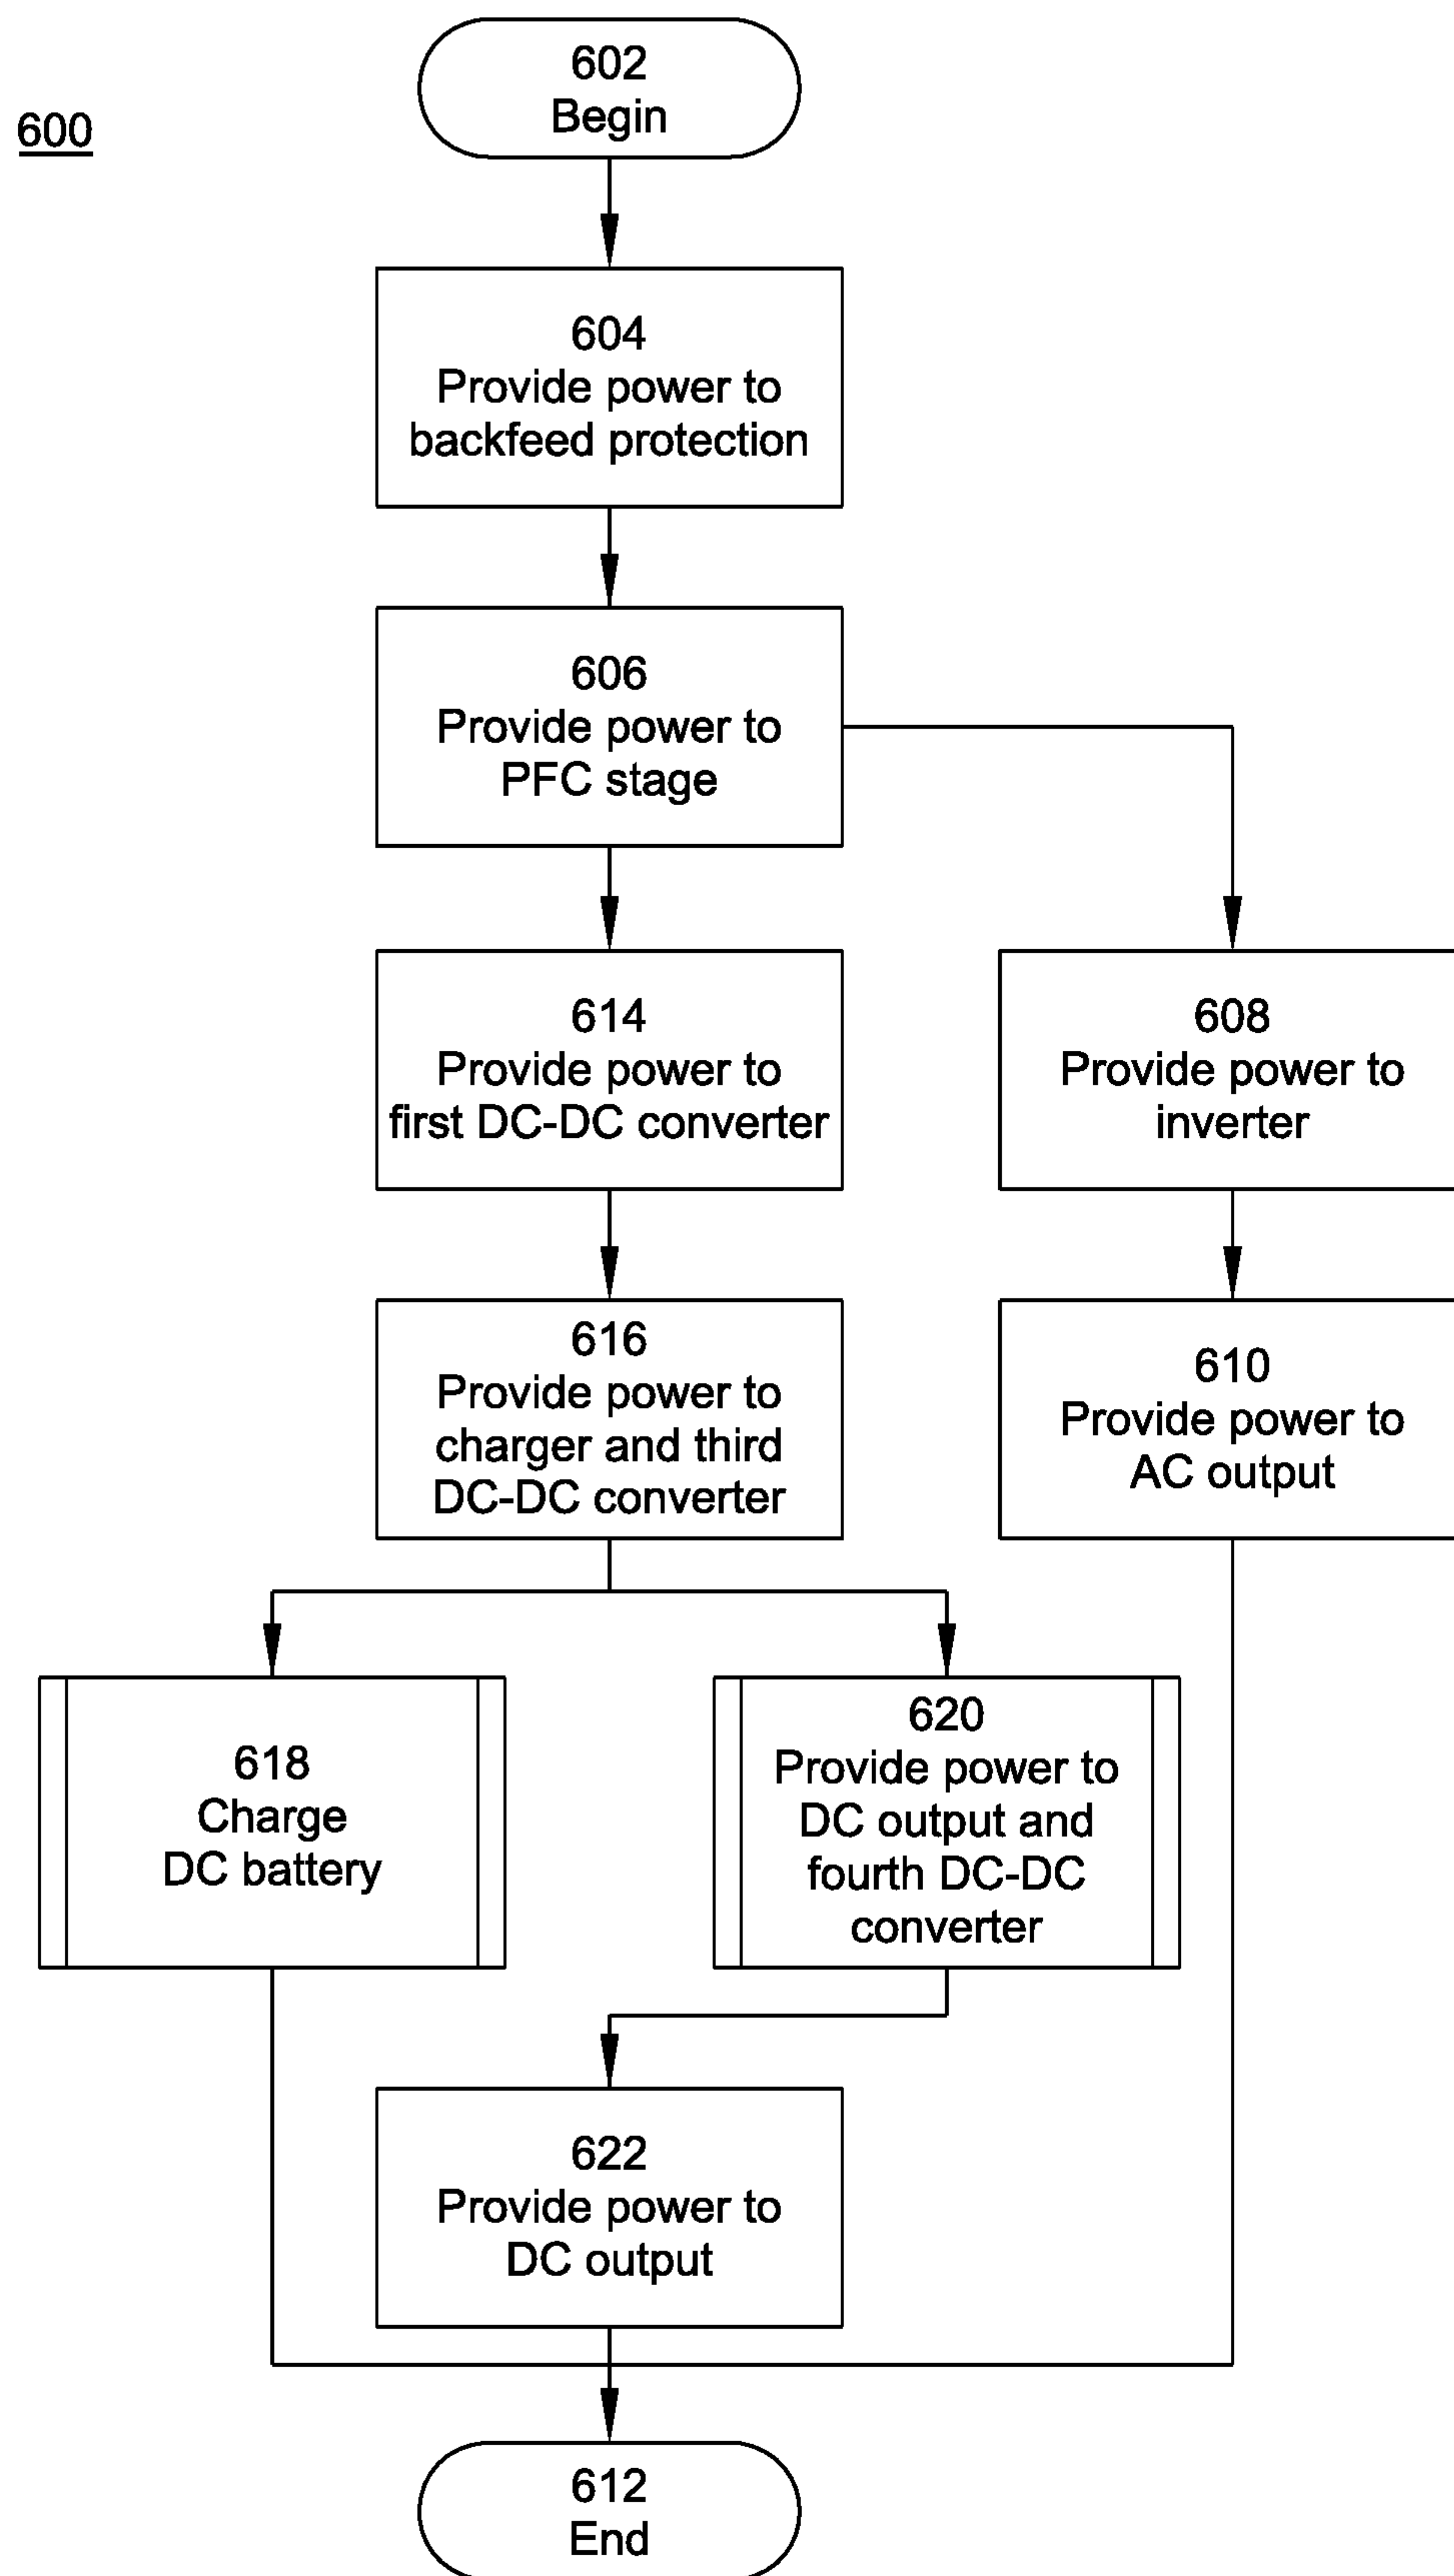 600
602
Begin
604
Provide power to
backfeed protection
606
Provide power to
PFC stage
614
Provide power to
first DC-DC converter
608
Provide power to
inverter
616
Provide power to
charger and third
DC-DC converter
610
Provide power to
AC output
618
Charge
DC battery
620
Provide power to
DC output and
fourth DC-DC
converter
622
Provide power to
DC output
612
End